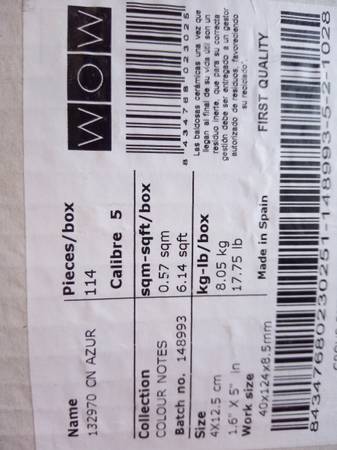 WOW
8434768023025
Las baldosas cerámicas una vez que
llegan al final de su vida útil son un
residuo inerte, que para su correcta
gestión debe ser entregado a un gestor
autorizado de residuos, favoreciendo
su reciclado".
FIRST QUALITY
Name
132970 CN AZUR
Pieces/box
114
Calibre 5
Collection
COLOUR NOTES
Batch no. 148993
sqm-sqft/box
0.57 sqm
6.14 sqft
Size
4X12.5 cm
1.6" X 5" in
Work size
40x124x8.5mm
kg-lb/box
8.05 kg
17.75 lb
Made in Spain
84347680230251-148993-5-2-1028